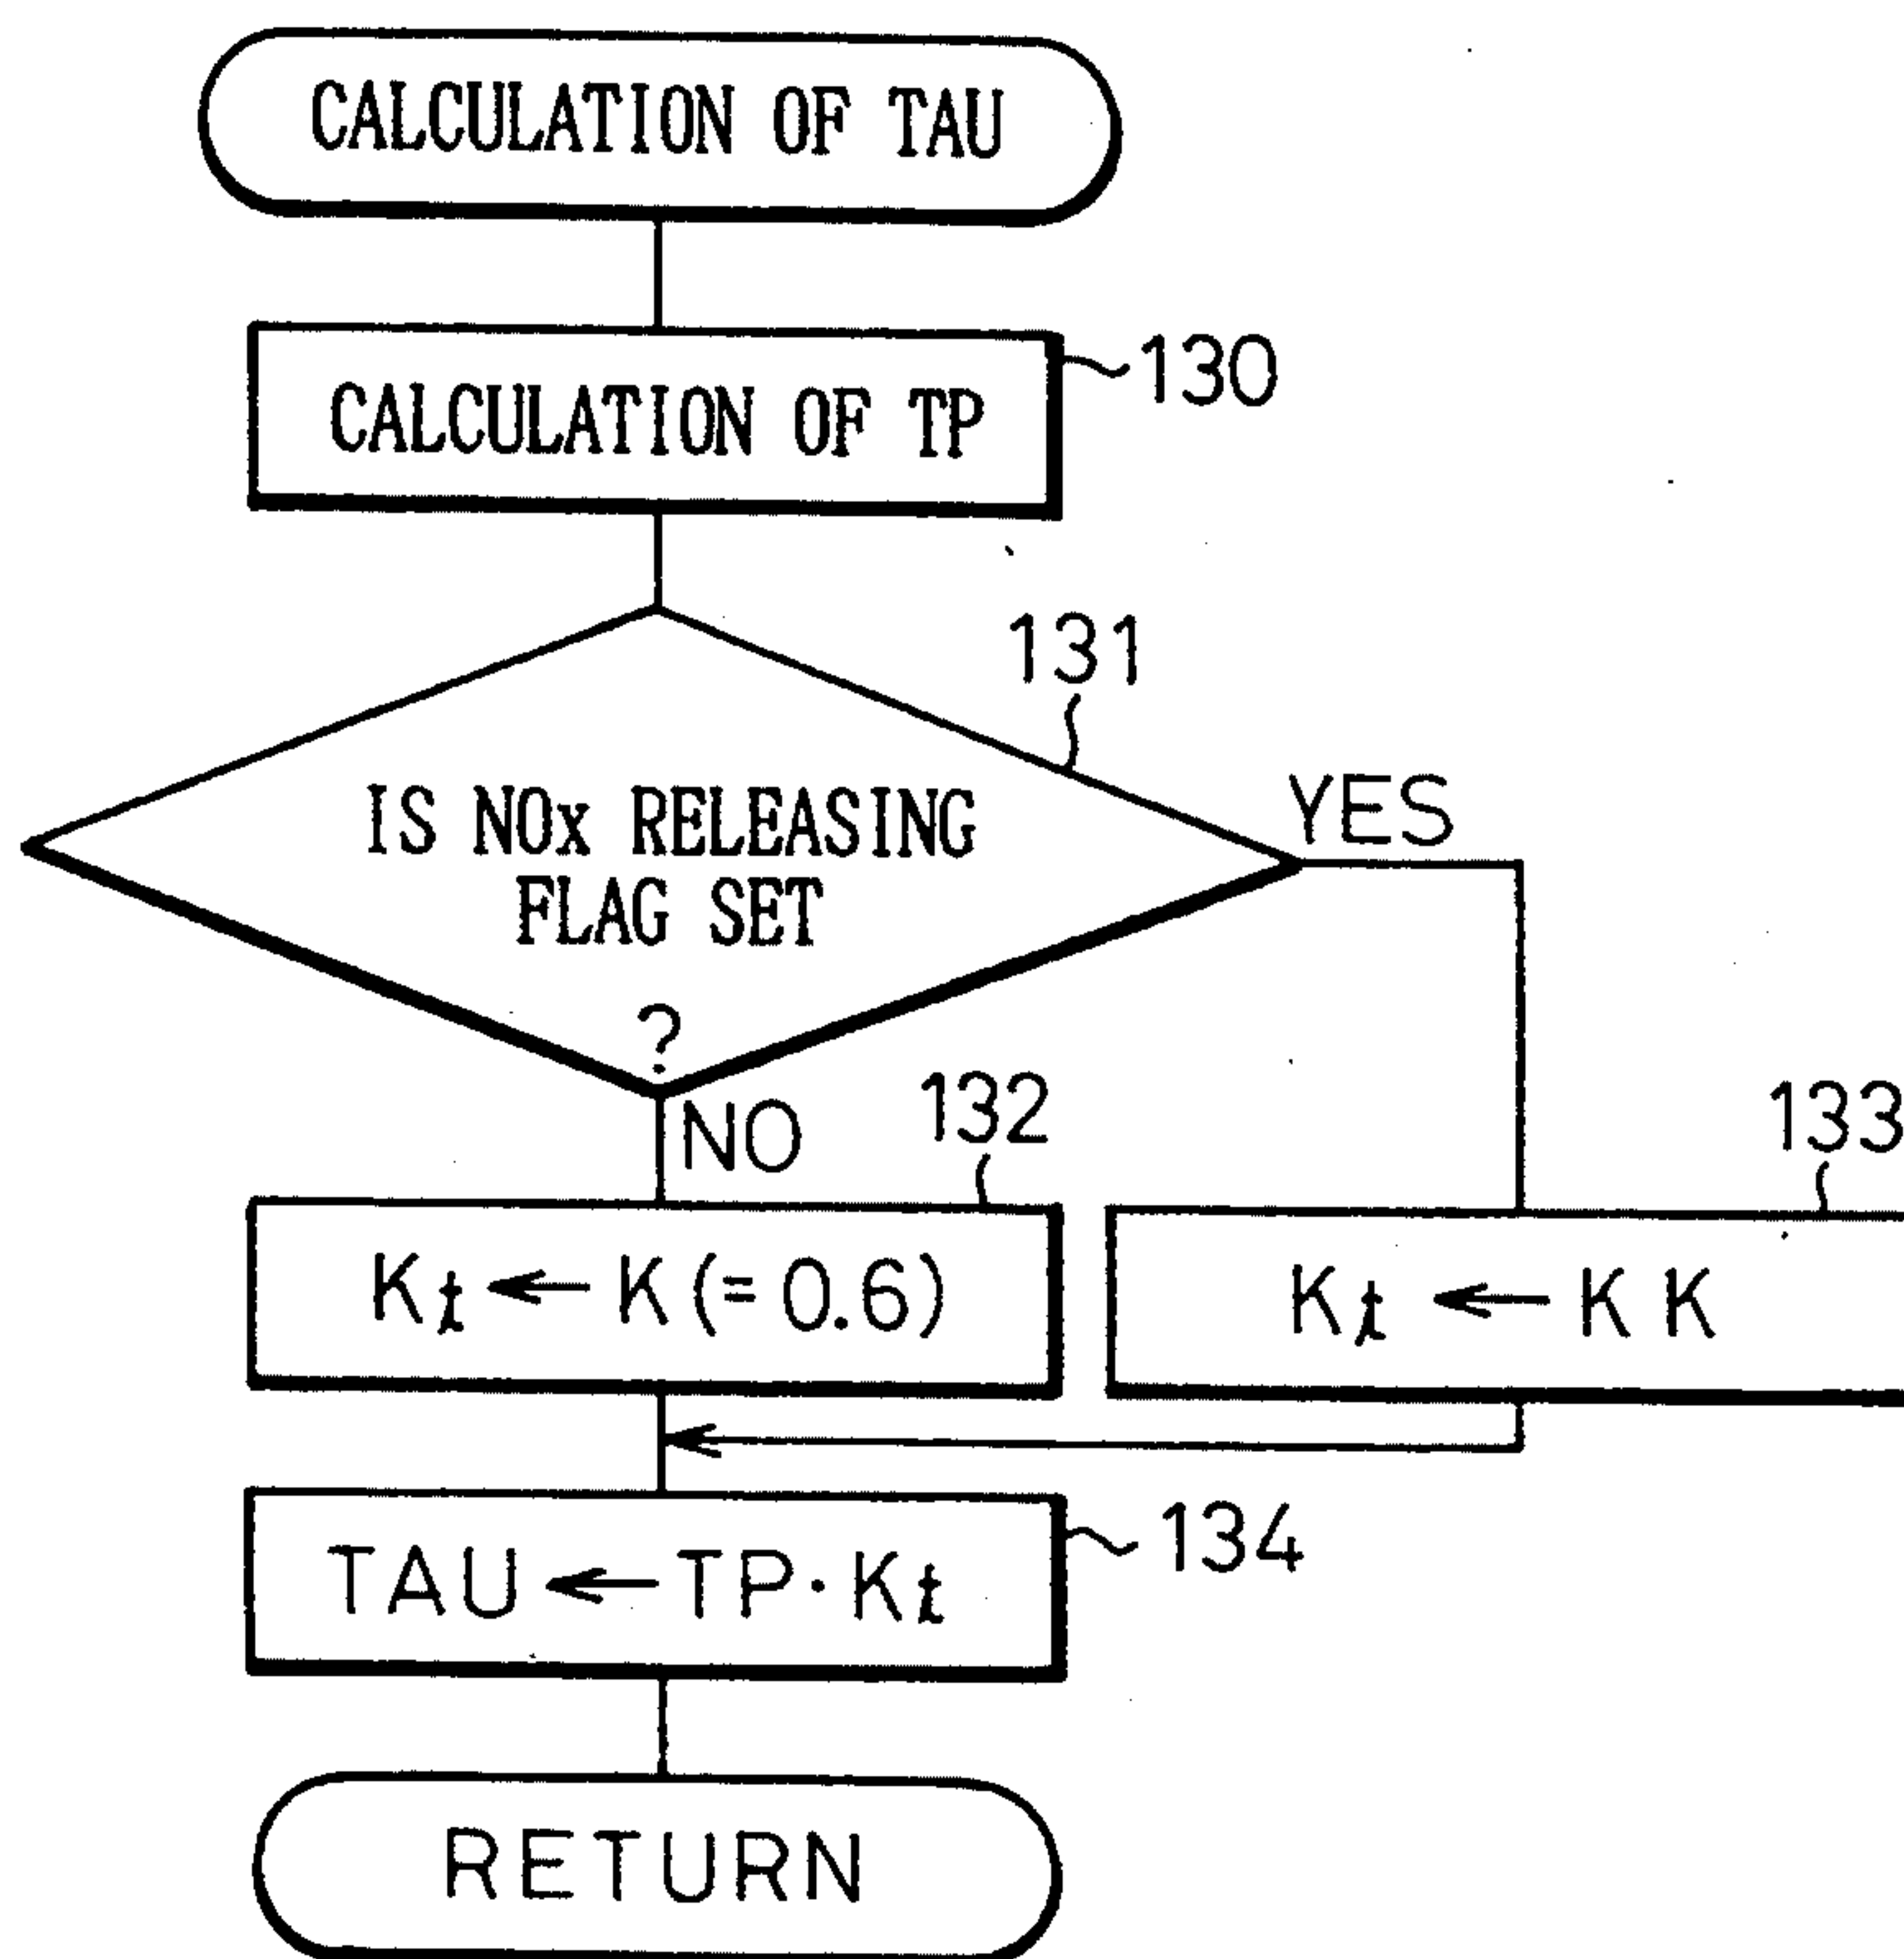 CALCULATION OF TAU
CALCULATION OF TP
130
131
IS NOx RELEASING
FLAG SET
?
YES
NO
132
133
Kt ← K (= 0.6)
Kt ← K K
TAU ← TP · Kt
134
RETURN